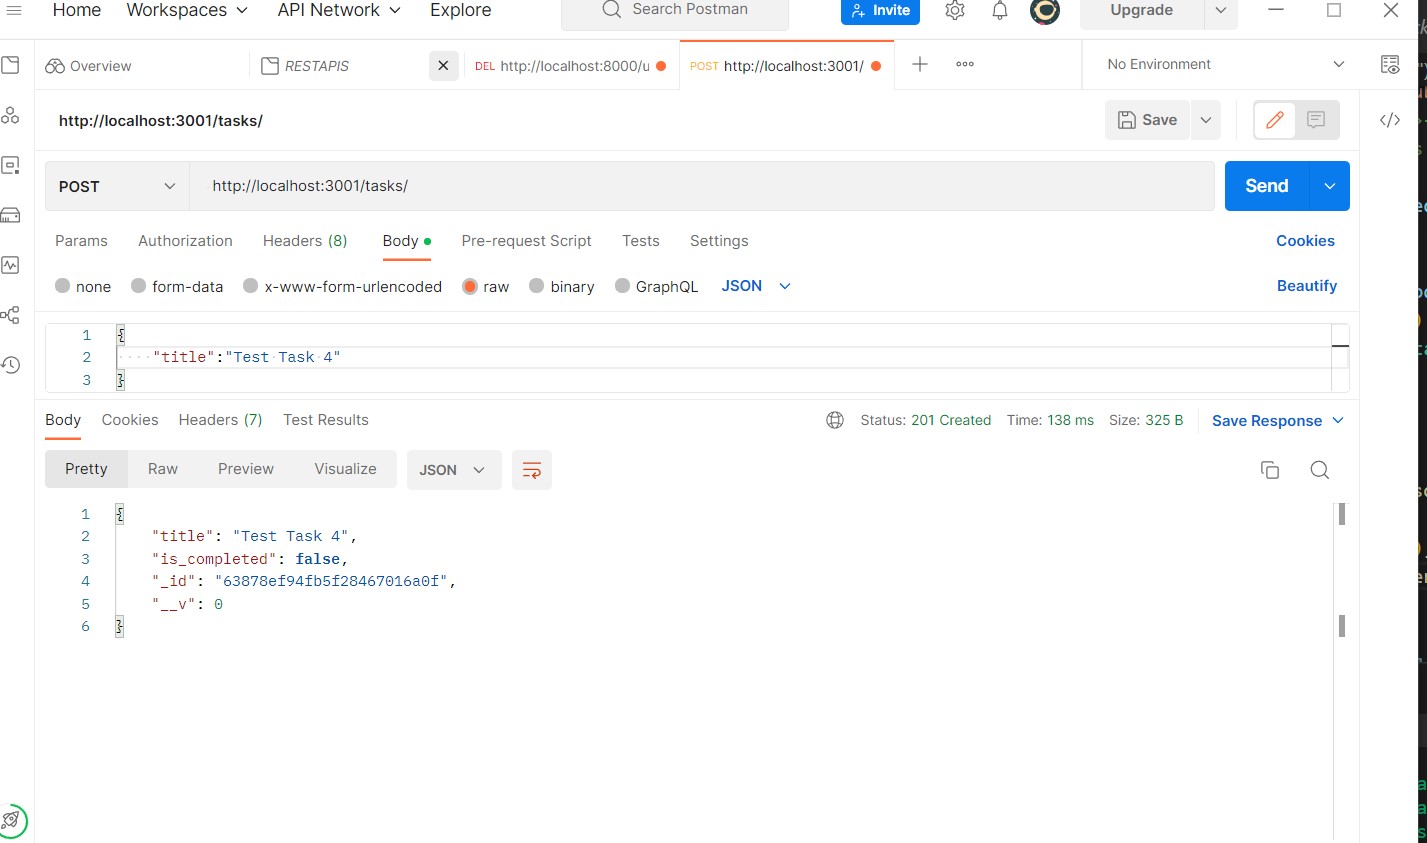 Home Workspaces API Network Explore Search Postman Invite Upgrade
Overview RESTAPIS DEL http://localhost:8000/u POST http://localhost:3001/ No Environment
http://localhost:3001/tasks/ Save
POST http://localhost:3001/tasks/ Send
Params Authorization Headers (8) Body Pre-request Script Tests Settings Cookies
none form-data x-www-form-urlencoded raw binary GraphQL JSON Beautify
1 {
2 "title":"Test Task 4"
3 }
Body Cookies Headers (7) Test Results Status: 201 Created Time: 138 ms Size: 325 B Save Response
Pretty Raw Preview Visualize JSON
1 {
2 "title": "Test Task 4",
3 "is_completed": false,
4 "_id": "63878ef94fb5f28467016a0f",
5 "__v": 0
6 }